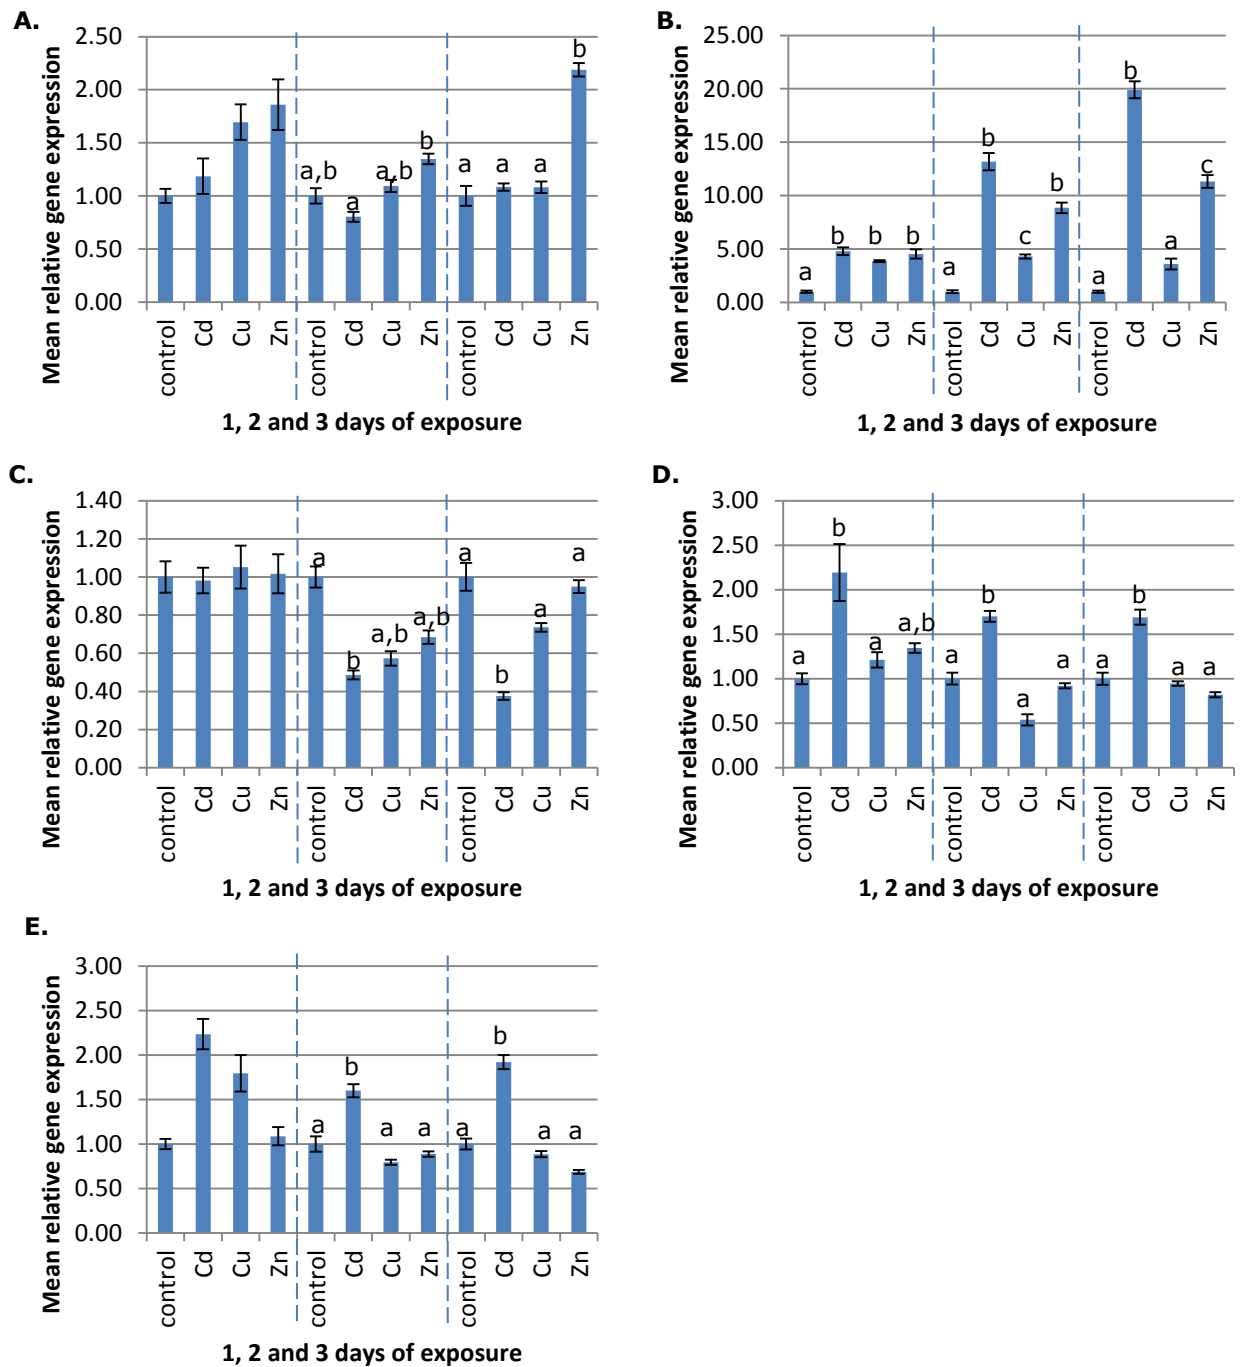 A.
Mean relative gene expression
2.50
2.00
1.50
1.00
0.50
0.00
a,b
a
a,b
b
a
a
a
b
control
Cd
Cu
Zn
control
Cd
Cu
Zn
control
Cd
Cu
Zn
1, 2 and 3 days of exposure
B.
Mean relative gene expression
25.00
20.00
15.00
10.00
5.00
0.00
a
b
b
b
a
b
c
b
a
b
a
c
control
Cd
Cu
Zn
control
Cd
Cu
Zn
control
Cd
Cu
Zn
1, 2 and 3 days of exposure
C.
Mean relative gene expression
1.40
1.20
1.00
0.80
0.60
0.40
0.20
0.00
a
b
a,b
a,b
a
b
a
a
control
Cd
Cu
Zn
control
Cd
Cu
Zn
control
Cd
Cu
Zn
1, 2 and 3 days of exposure
D.
Mean relative gene expression
3.00
2.50
2.00
1.50
1.00
0.50
0.00
a
b
a
a,b
a
b
a
a
a
b
a
a
control
Cd
Cu
Zn
control
Cd
Cu
Zn
control
Cd
Cu
Zn
1, 2 and 3 days of exposure
E.
Mean relative gene expression
3.00
2.50
2.00
1.50
1.00
0.50
0.00
a
b
a
a
a
b
a
a
control
Cd
Cu
Zn
control
Cd
Cu
Zn
control
Cd
Cu
Zn
1, 2 and 3 days of exposure